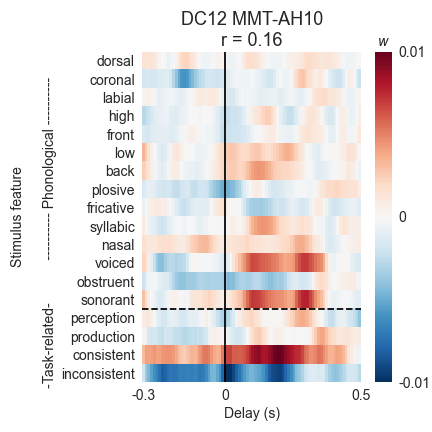 DC12 MMT-AH10
r = 0.16
w
Stimulus feature
---------- Phonological ----------
-Task-related-
dorsal
coronal
labial
high
front
low
back
plosive
fricative
syllabic
nasal
voiced
obstruent
sonorant
perception
production
consistent
inconsistent
0.01
0
-0.01
-0.3 0 0.5
Delay (s)